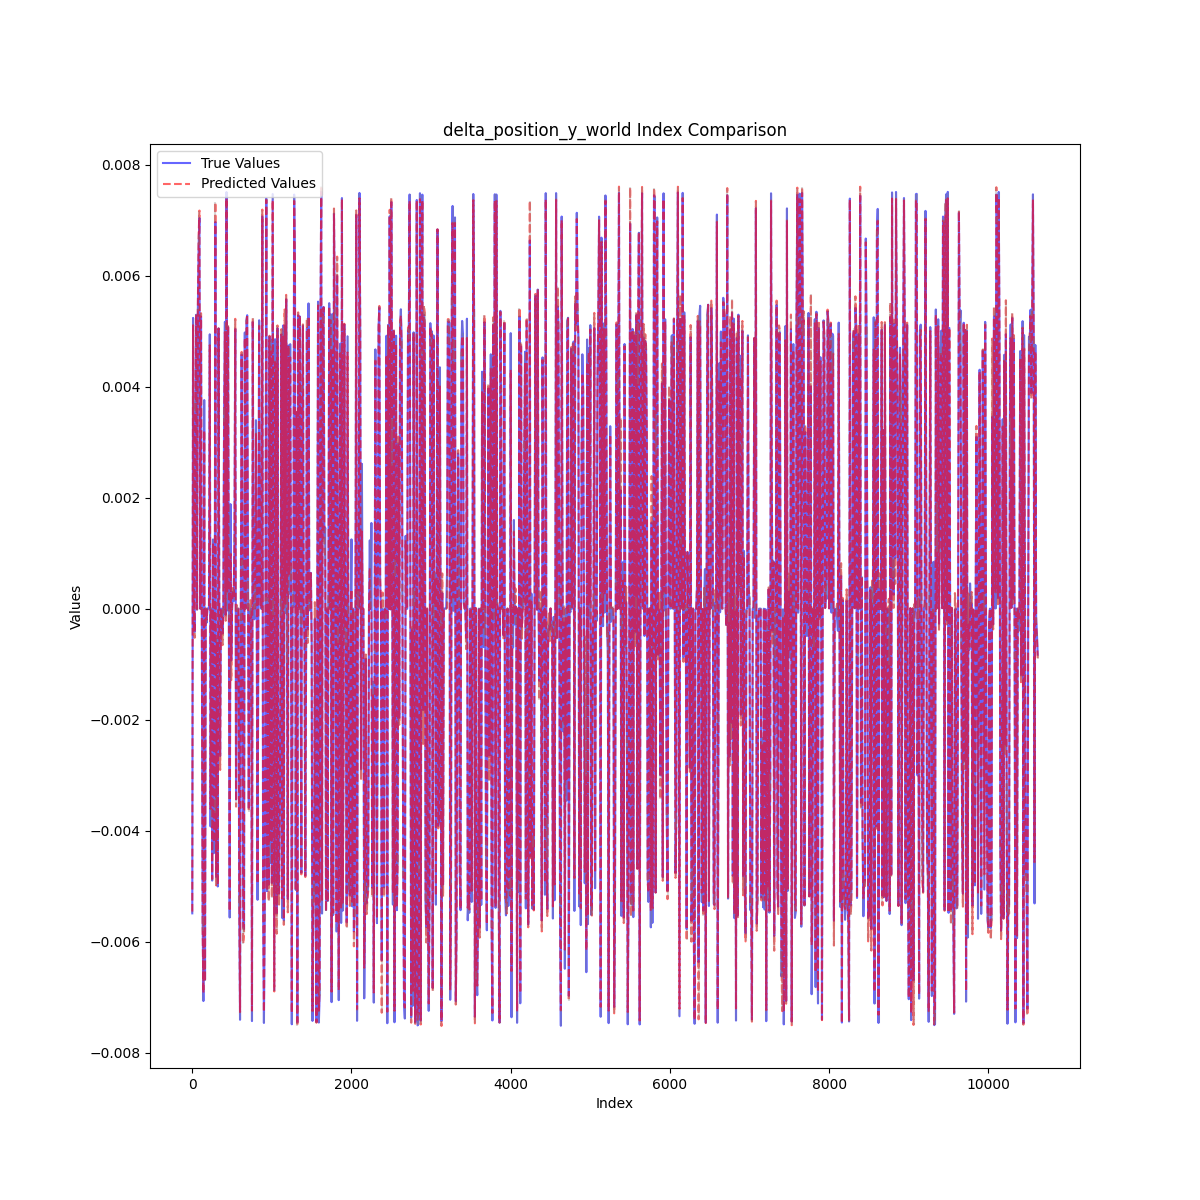 delta_position_y_world Index Comparison
True Values
Predicted Values
0.008
0.006
0.004
0.002
0.000
−0.002
−0.004
−0.006
−0.008
Values
0 2000 4000 6000 8000 10000
Index